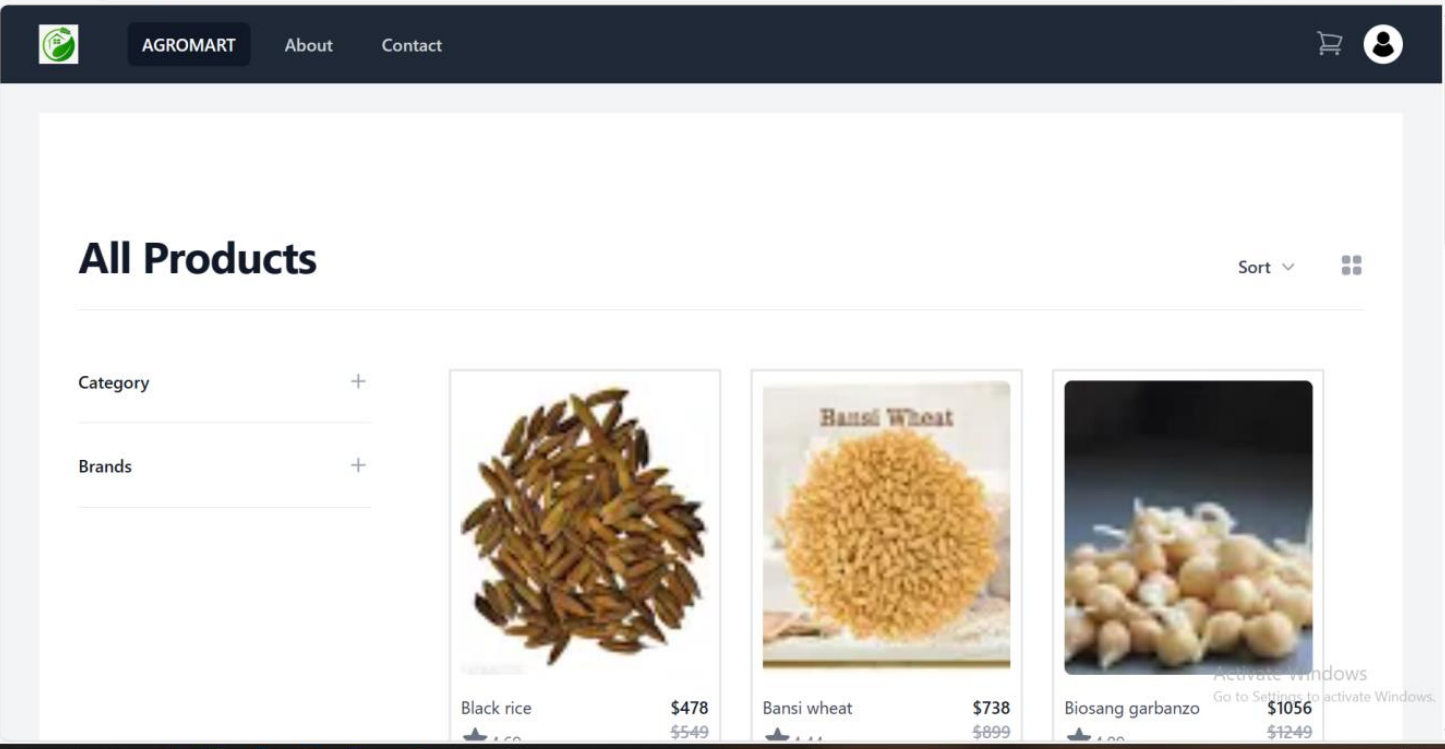 AGROMART About Contact
All Products
Sort
Category
Brands
Bansi Wheat
Activate Windows
Go to Settings to activate Windows.
Black rice $478
$549
Bansi wheat $738
$899
Biosang garbanzo $1056
$1249